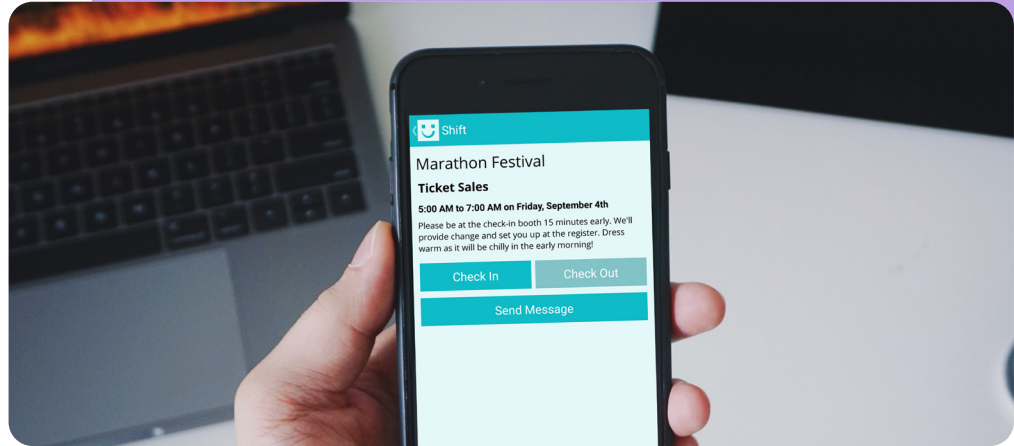 Shift
Marathon Festival
Ticket Sales
5:00 AM to 7:00 AM on Friday, September 4th
Please be at the check-in booth 15 minutes early. We'll
provide change and set you up at the register. Dress
warm as it will be chilly in the early morning!
Check In Check Out
Send Message